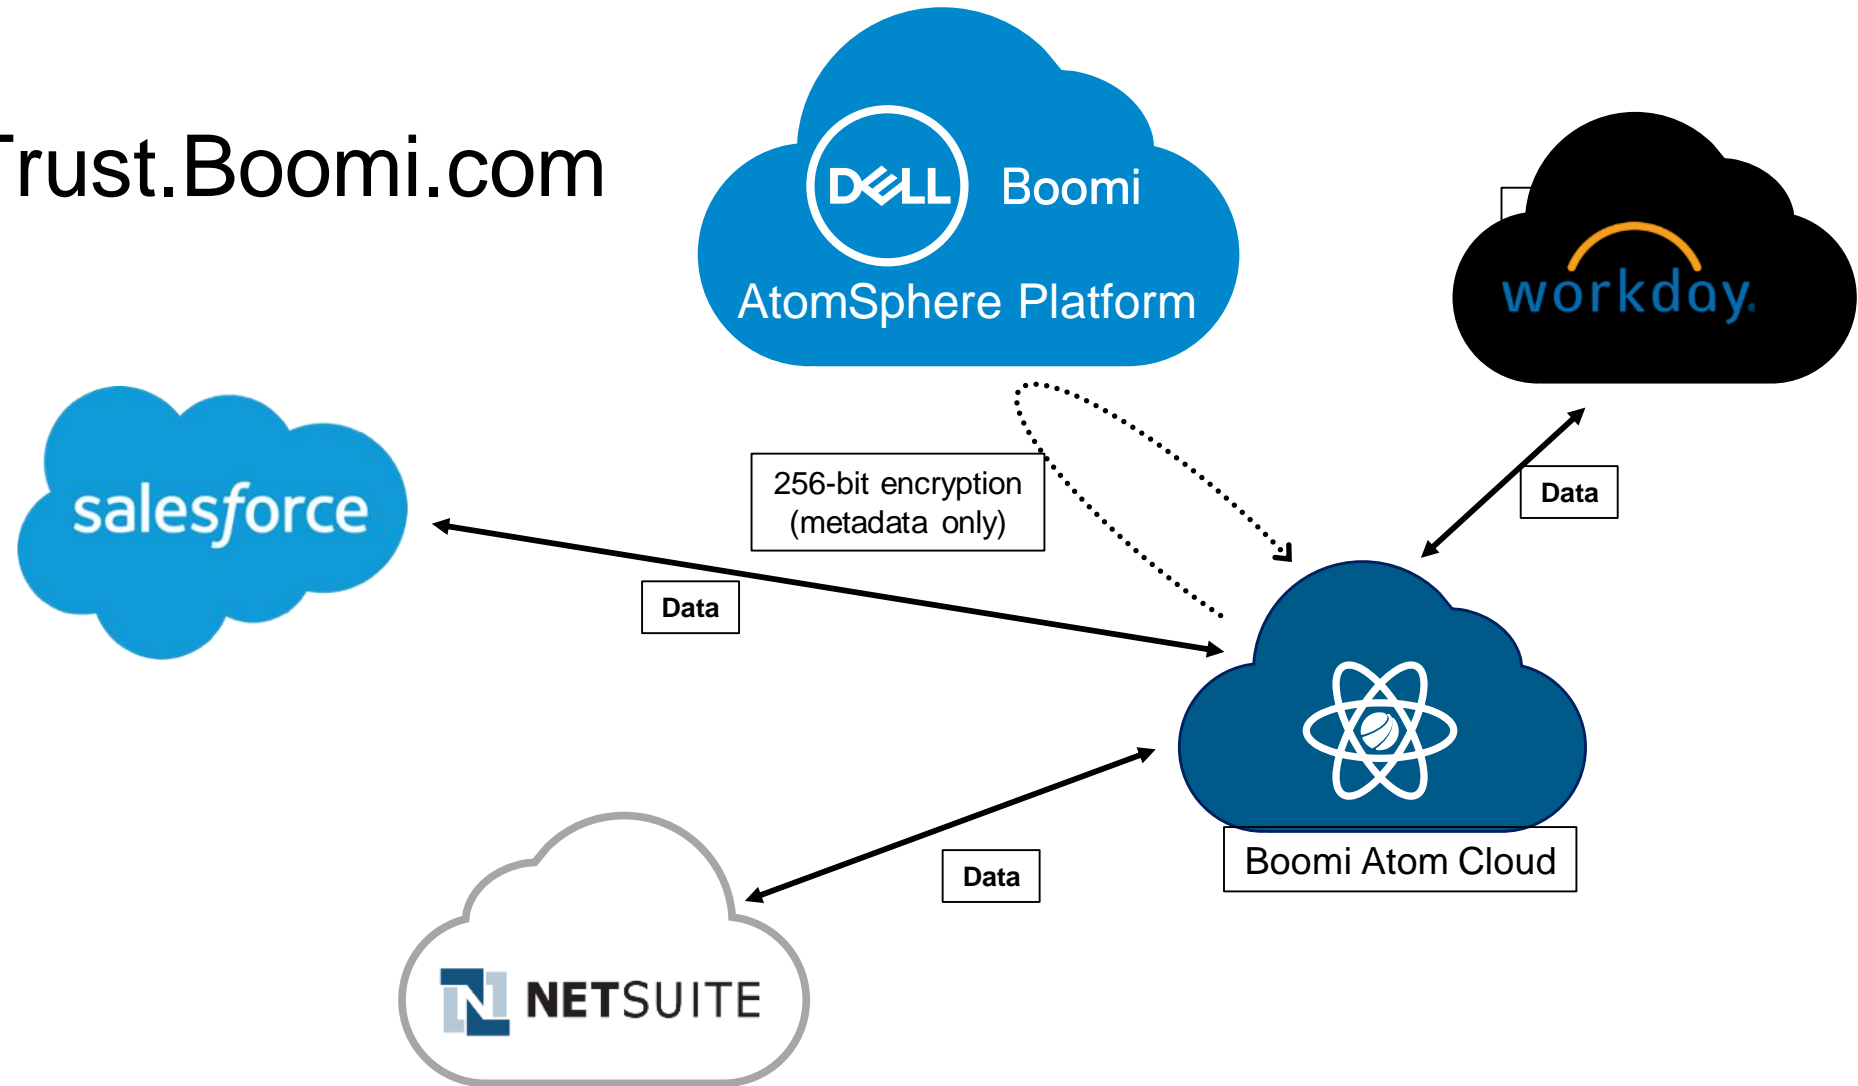 Trust.Boomi.com
DELL Boomi
AtomSphere Platform
workday.
salesforce
256-bit encryption
(metadata only)
Data
Data
Boomi Atom Cloud
Data
NETSUITE